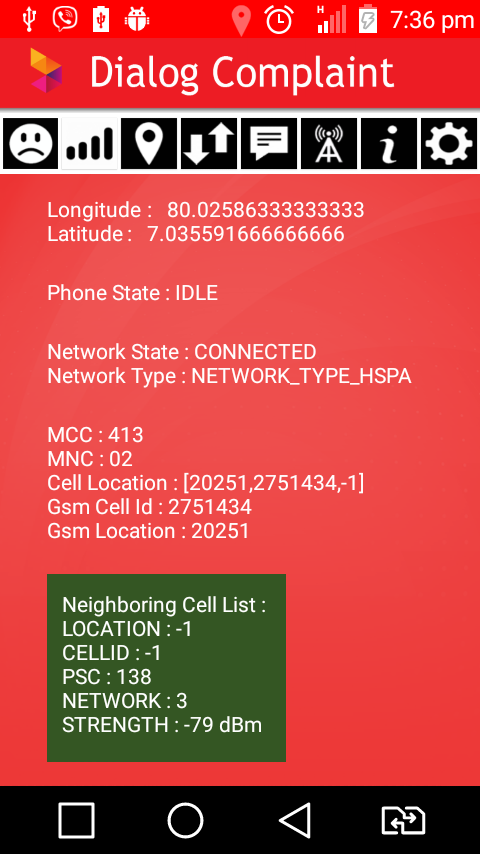 H
7:36 pm
Dialog Complaint
Longitude :   80.02586333333333
Latitude :   7.035591666666666
Phone State : IDLE
Network State : CONNECTED
Network Type : NETWORK_TYPE_HSPA
MCC : 413
MNC : 02
Cell Location : [20251,2751434,-1]
Gsm Cell Id : 2751434
Gsm Location : 20251
Neighboring Cell List :
LOCATION : -1
CELLID : -1
PSC : 138
NETWORK : 3
STRENGTH : -79 dBm